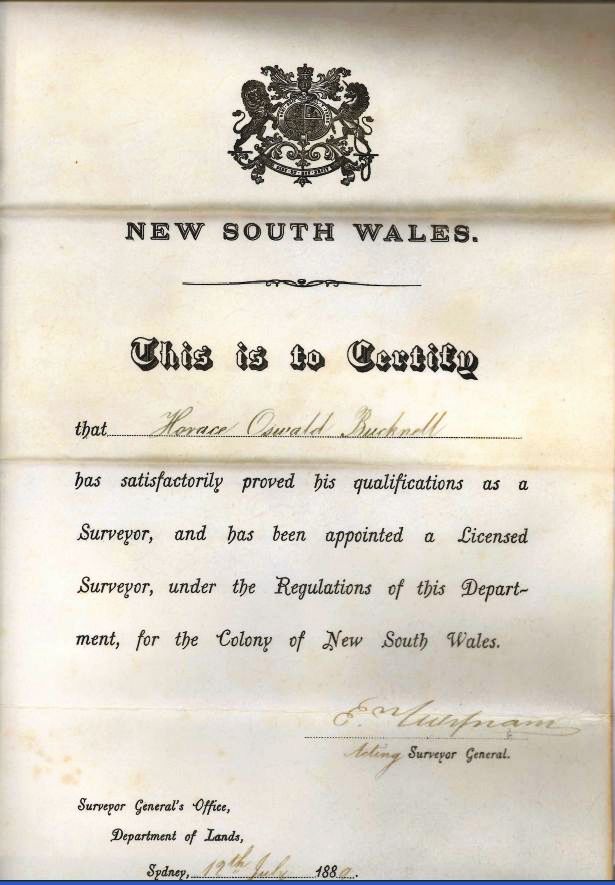 NEW SOUTH WALES.
This is to Certify
that Horace Oswald Bucknell
has satisfactorily proved his qualifications as a
Surveyor, and has been appointed a Licensed
Surveyor, under the Regulations of this Depart-
ment, for the Colony of New South Wales.
Acting Surveyor General.
Surveyor General's Office,
Department of Lands,
Sydney, 12th July